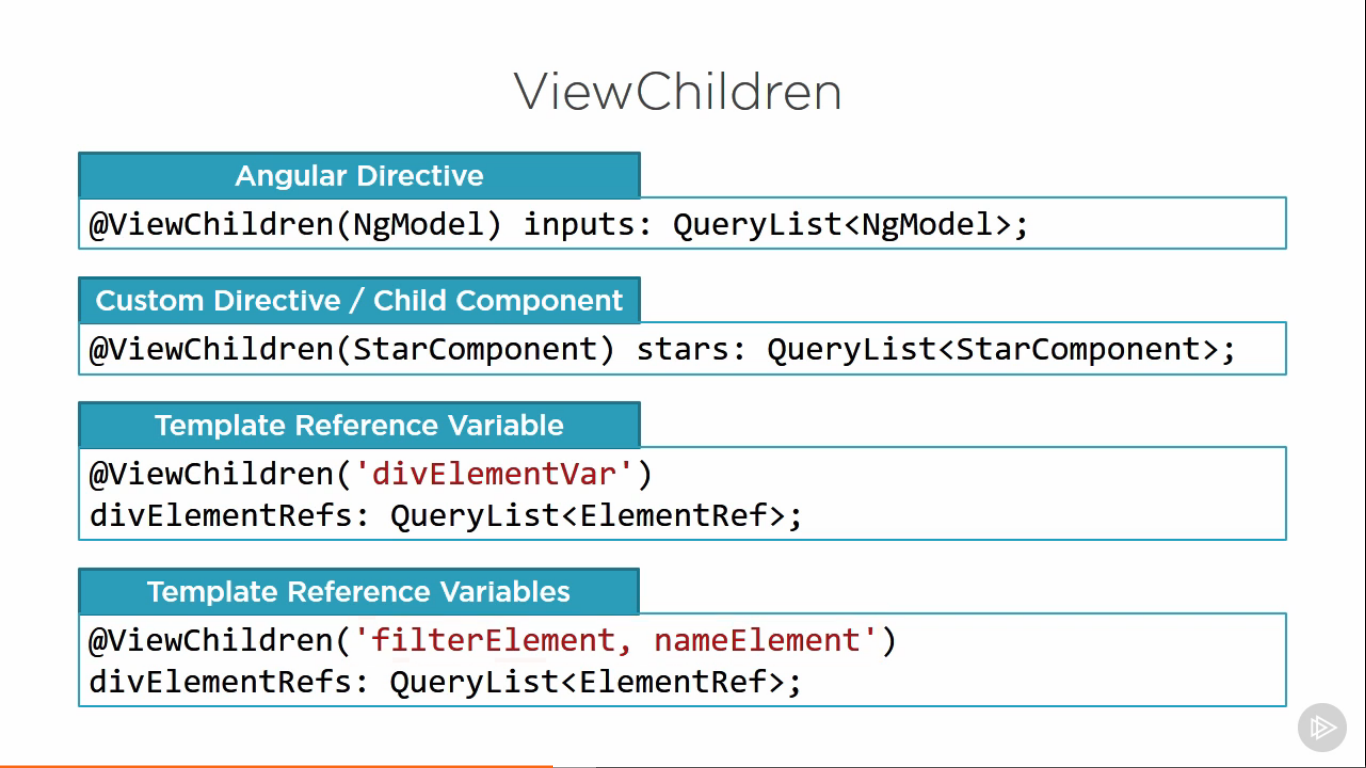 ViewChildren
Angular Directive
@ViewChildren(NgModel) inputs: QueryList<NgModel>;
Custom Directive / Child Component
@ViewChildren(StarComponent) stars: QueryList<StarComponent>;
Template Reference Variable
@ViewChildren('divElementVar')
divElementRefs: QueryList<ElementRef>;
Template Reference Variables
@ViewChildren('filterElement, nameElement')
divElementRefs: QueryList<ElementRef>;